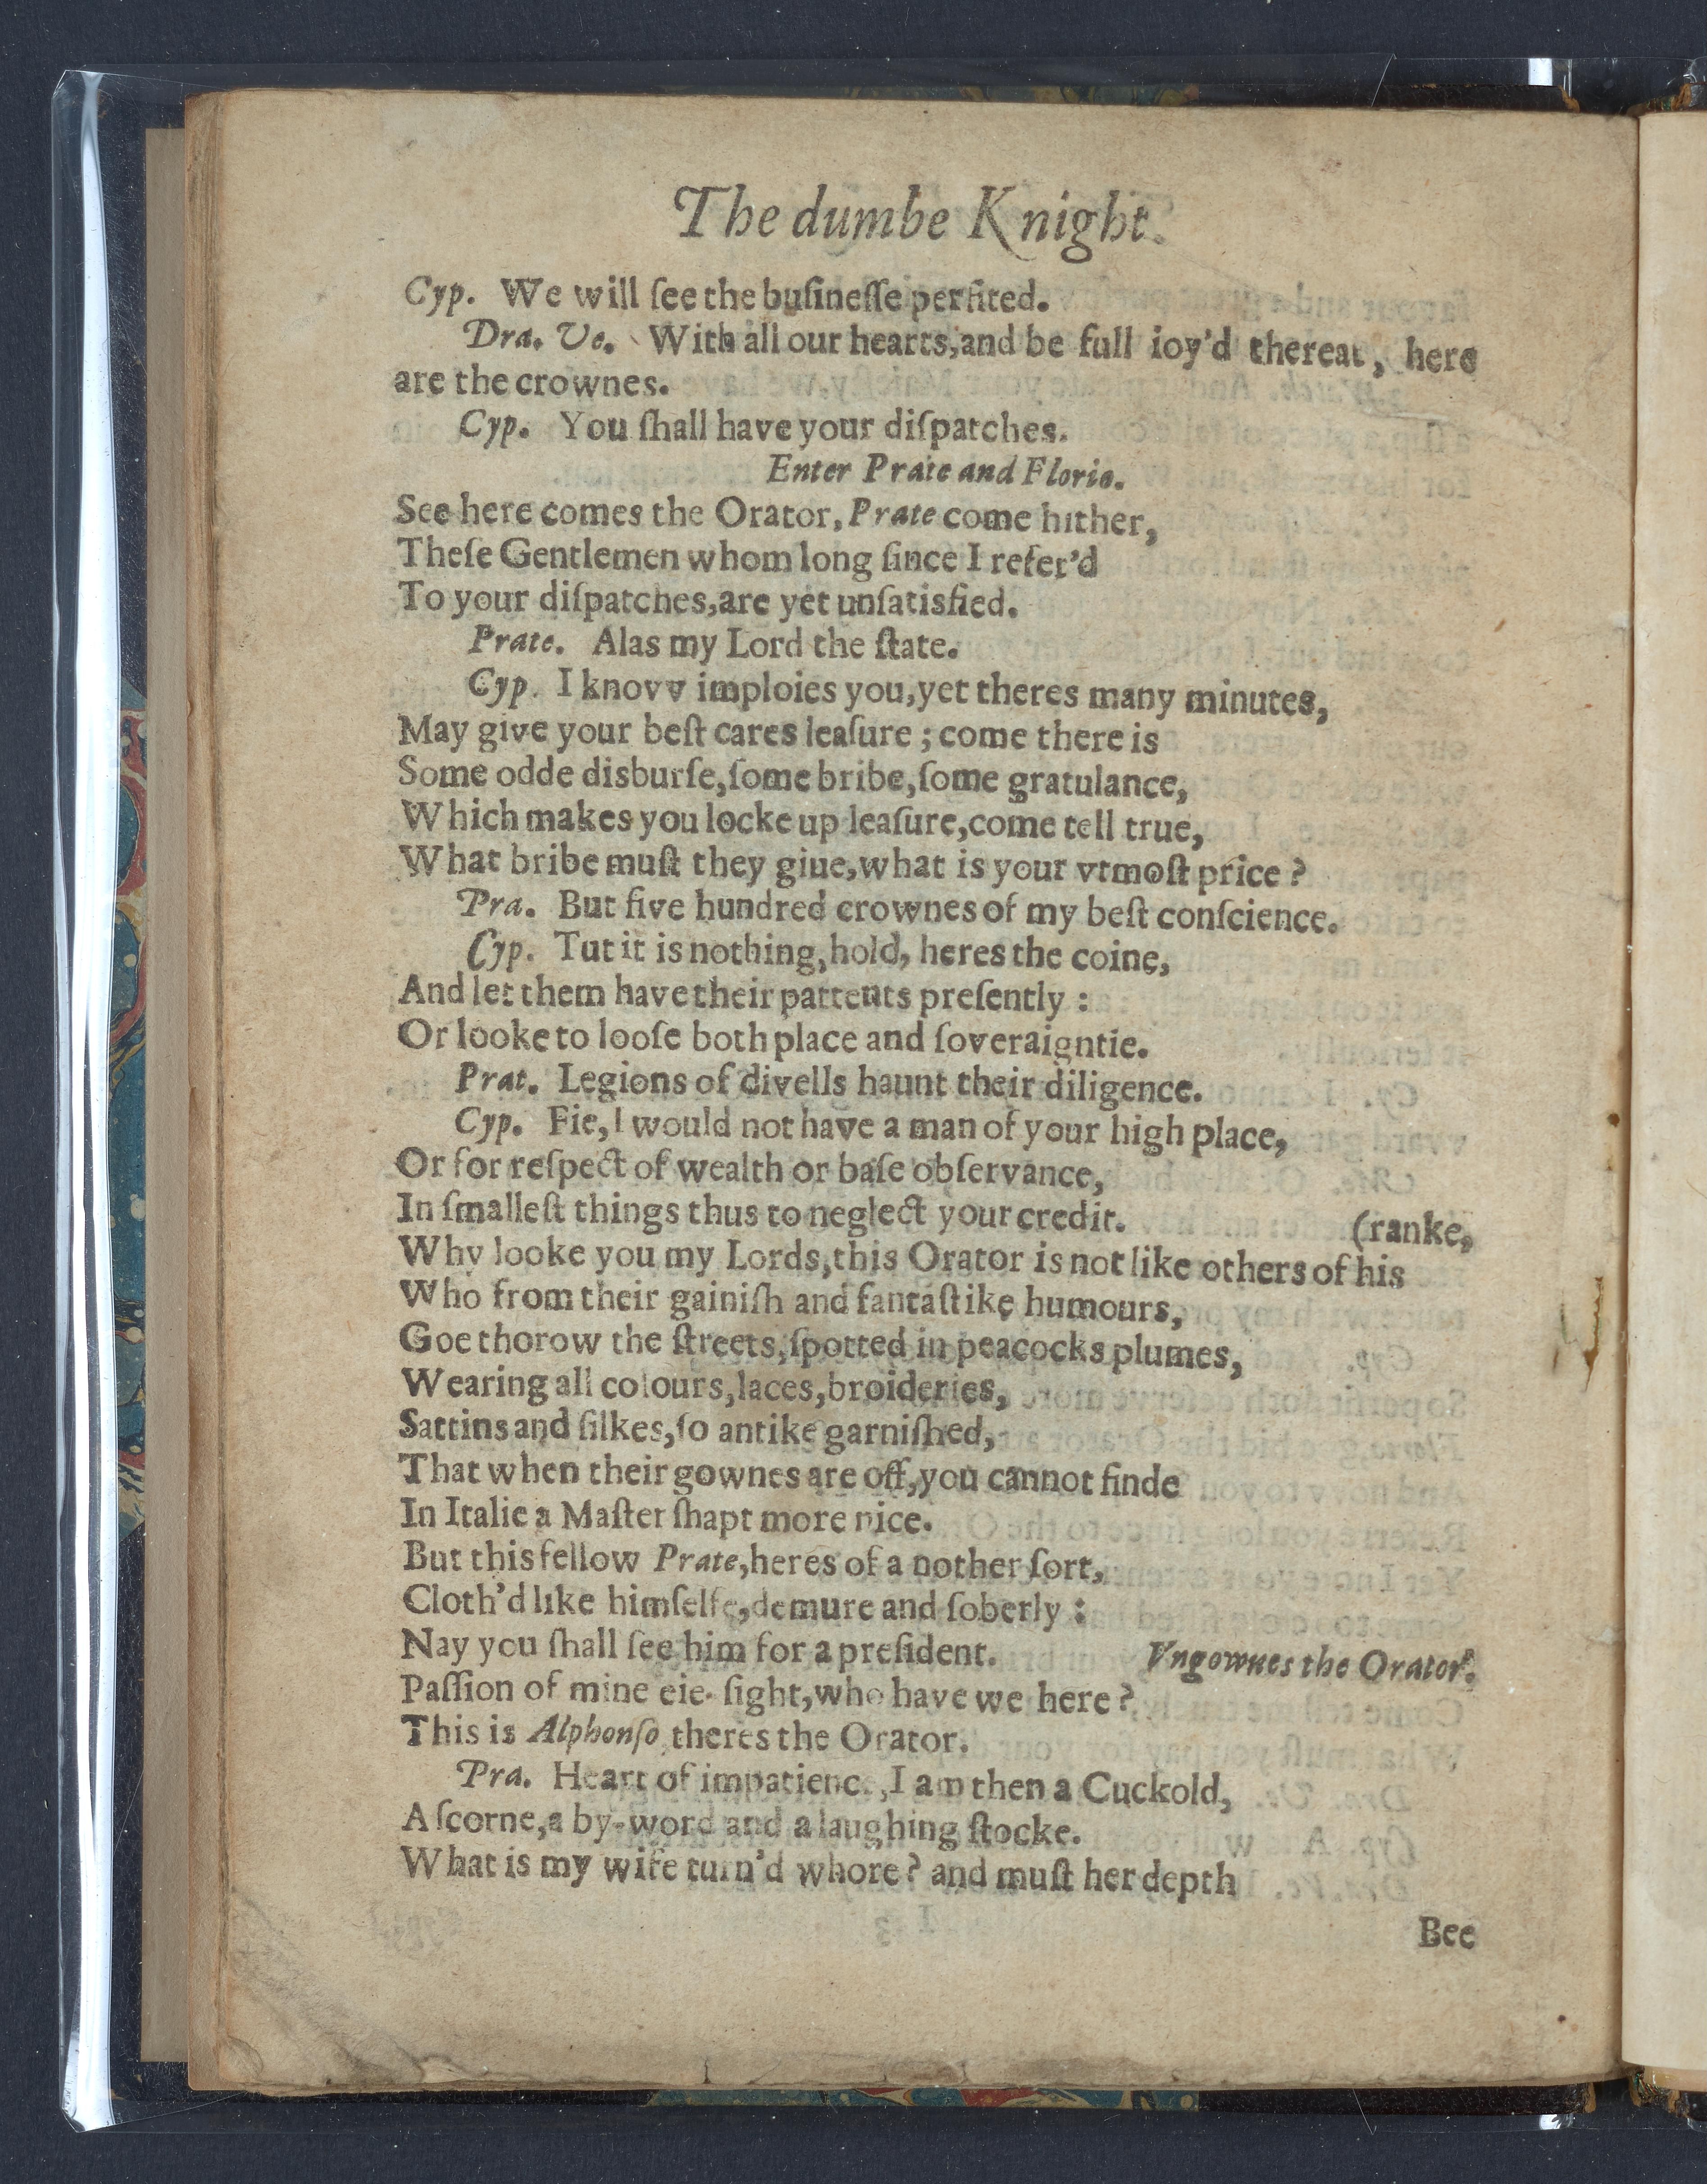 The dumbe Knight.
Cyp. We will ſee the buſineſſe perfited.
Dra. Ve. With all our hearts, and be full ioy'd thereat, here
are the crownes.
Cyp. You ſhall have your diſpatches.
Enter Prate and Florio.
See here comes the Orator, Prate come hither,
Theſe Gentlemen whom long ſince I refer'd
To your diſpatches, are yet unſatisfied.
Prate. Alas my Lord the ſtate.
Cyp. I knovv imploies you, yet theres many minutes,
May give your beſt cares leaſure; come there is
Some odde disburſe, ſome bribe, ſome gratulance,
Which makes you locke up leaſure, come tell true,
What bribe muſt they giue, what is your vtmoſt price?
Pra. But five hundred crownes of my beſt conſcience.
Cyp. Tut it is nothing, hold, heres the coine,
And let them have their pattents preſently:
Or looke to looſe both place and ſoveraigntie.
Prat. Legions of divells haunt their diligence.
Cyp. Fie, I would not have a man of your high place,
Or for reſpect of wealth or baſe obſervance,
In ſmalleſt things thus to neglect your credit.
(ranke,
Why looke you my Lords, this Orator is not like others of his
Who from their gainiſh and fantaſtike humours,
Goe thorow the ſtreets, ſpotted in peacocks plumes,
Wearing all colours, laces, broideries,
Sattins and ſilkes, ſo antike garniſhed,
That when their gownes are off, you cannot finde
In Italie a Maſter ſhapt more nice.
But this fellow Prate, heres of a nother ſort,
Cloth'd like himſelfe, demure and ſoberly:
Nay you ſhall ſee him for a preſident. Vngownes the Orator.
Paſſion of mine eie-ſight, who have we here?
This is Alphonſo, theres the Orator.
Pra. Heart of impatience, I am then a Cuckold,
A ſcorne, a by-word and a laughing ſtocke.
What is my wife turn'd whore? and muſt her depth
Bee